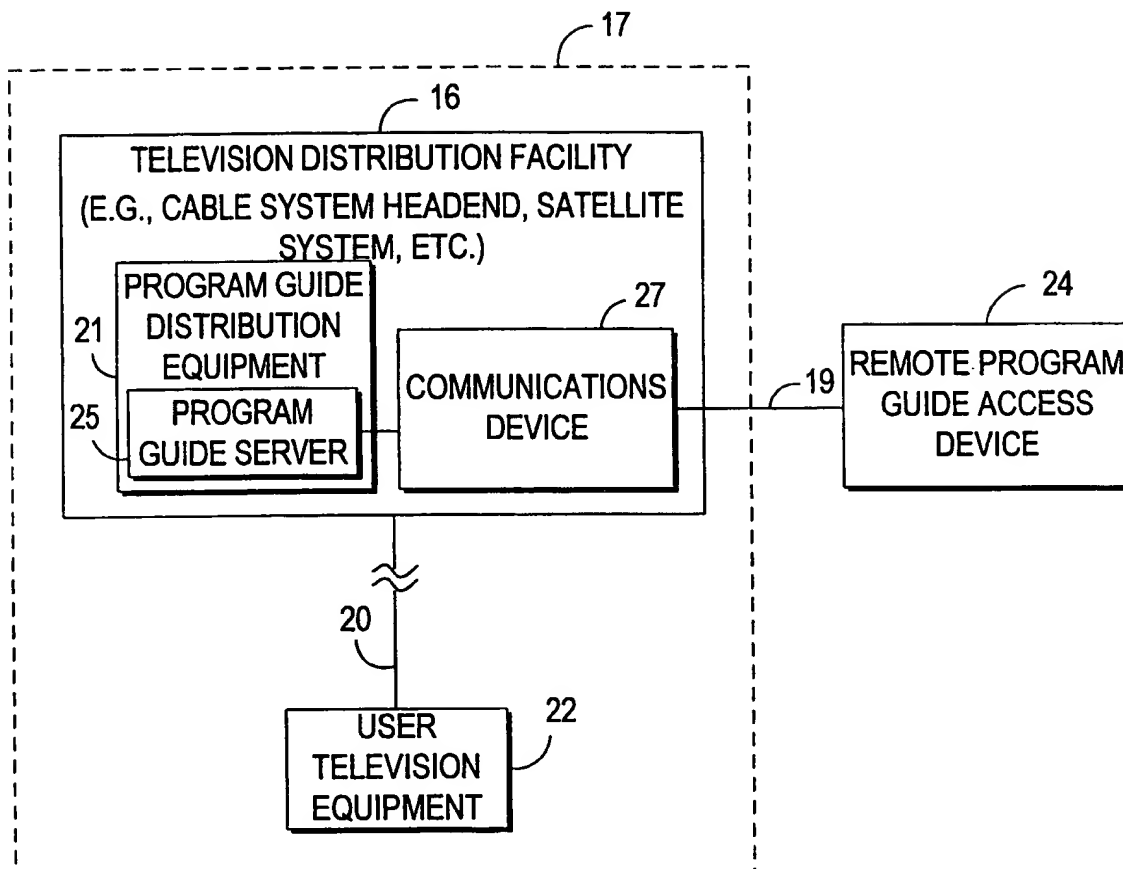 17
16
TELEVISION DISTRIBUTION FACILITY
(E.G., CABLE SYSTEM HEADEND, SATELLITE
SYSTEM, ETC.)
PROGRAM GUIDE
DISTRIBUTION
EQUIPMENT
21
PROGRAM
GUIDE SERVER
25
27
COMMUNICATIONS
DEVICE
19
24
REMOTE PROGRAM
GUIDE ACCESS
DEVICE
20
22
USER
TELEVISION
EQUIPMENT